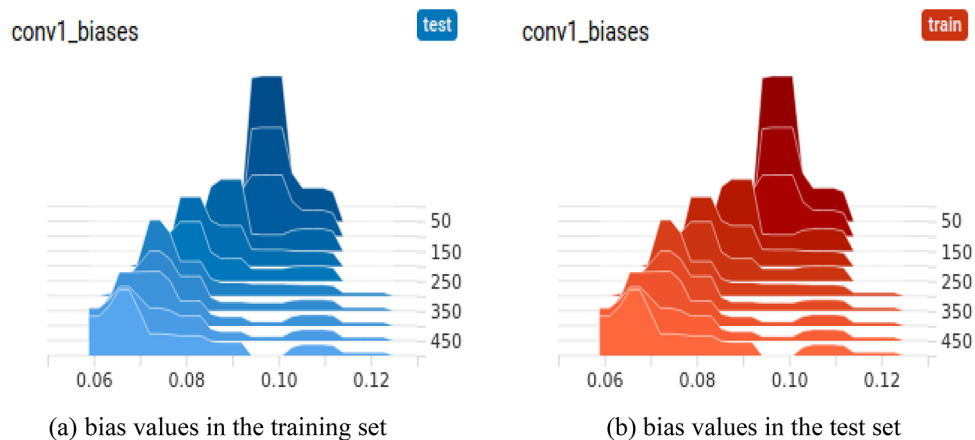 conv1_biases
test
50
150
250
350
450
0.06 0.08 0.10 0.12
(a) bias values in the training set
conv1_biases
train
50
150
250
350
450
0.06 0.08 0.10 0.12
(b) bias values in the test set